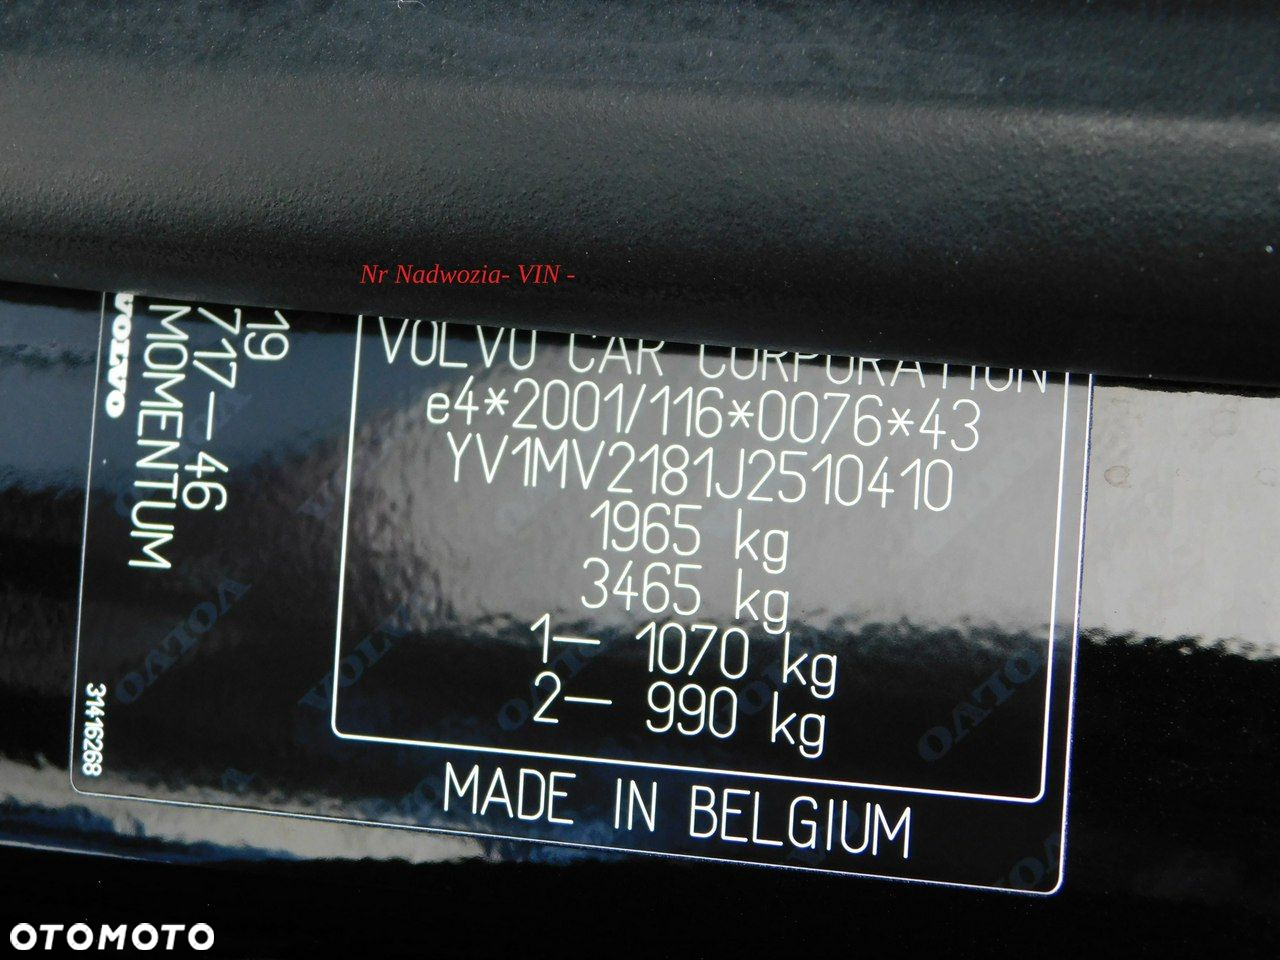 Nr Nadwozia- VIN -
VOLVO CAR CORPORATION
e4*2001/116*0076*43
YV1MV2181J2510410
1965 kg
3465 kg
1– 1070 kg
2– 990 kg
MADE IN BELGIUM
19
717–46
MOMENTUM
VOLVO
31416268
OTOMOTO